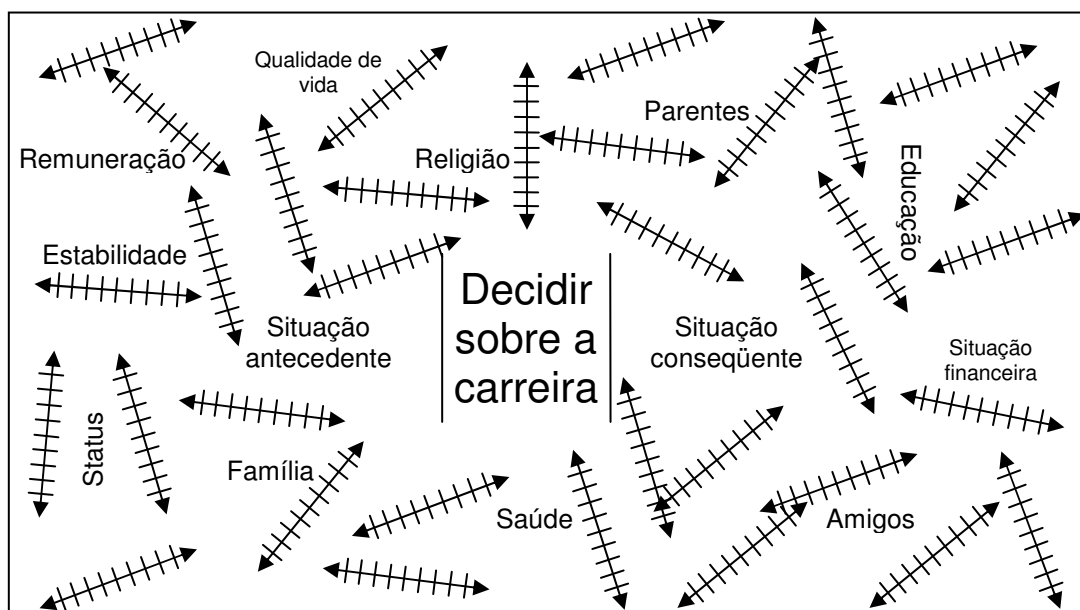 Qualidade de
vida
Parentes
Remuneração
Religião
Educação
Estabilidade
Decidir
sobre a
carreira
Situação
antecedente
Situação
conseqüente
Situação
financeira
Status
Família
Saúde
Amigos